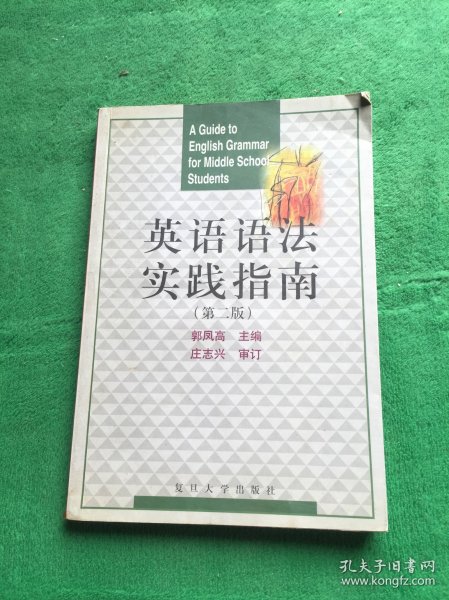 A Guide to
English Grammar
for Middle School
Students
英语语法
实践指南
(第二版)
郭凤高 主编
庄志兴 审订
复旦大学出版社
孔夫子旧书网
www.kongfz.com